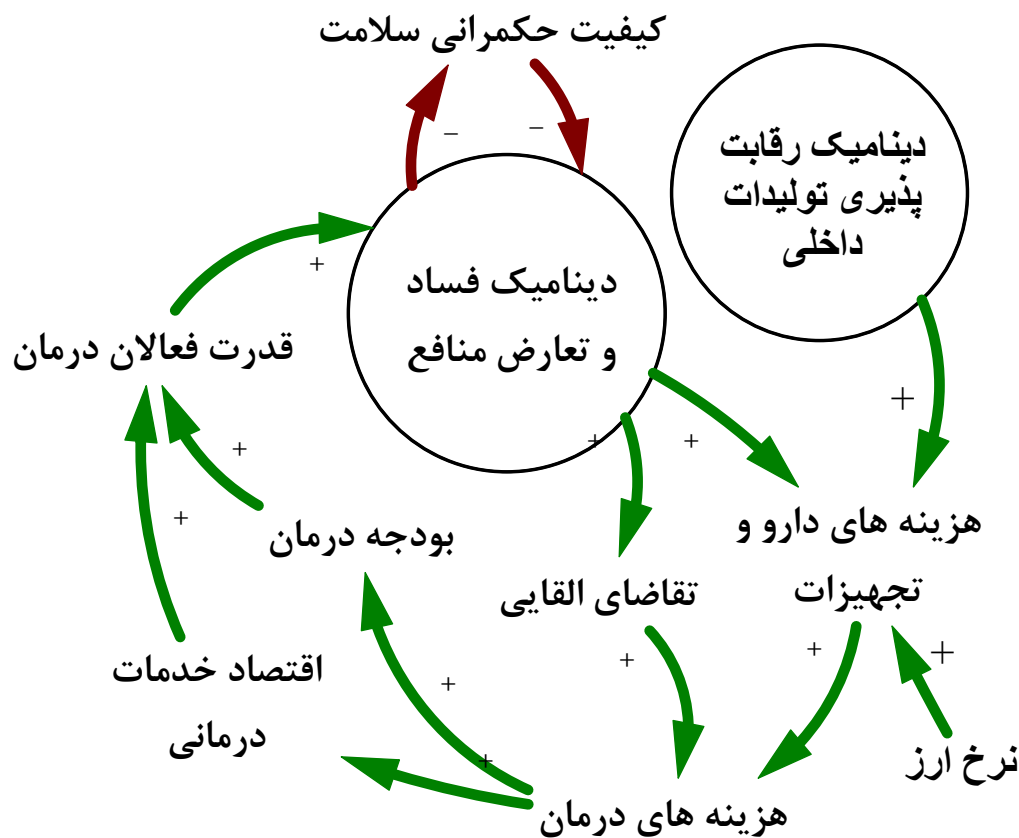 کیفیت حکمرانی سلامت
دینامیک رقابت
پذیری تولیدات
داخلی
دینامیک فساد
و تعارض منافع
قدرت فعالان درمان
هزینه های دارو و
تجهیزات
بودجه درمان
تقاضای القایی
اقتصاد خدمات
درمانی
نرخ ارز
هزینه های درمان
–
–
+
+
+
+
+
+
+
+
+
+
+